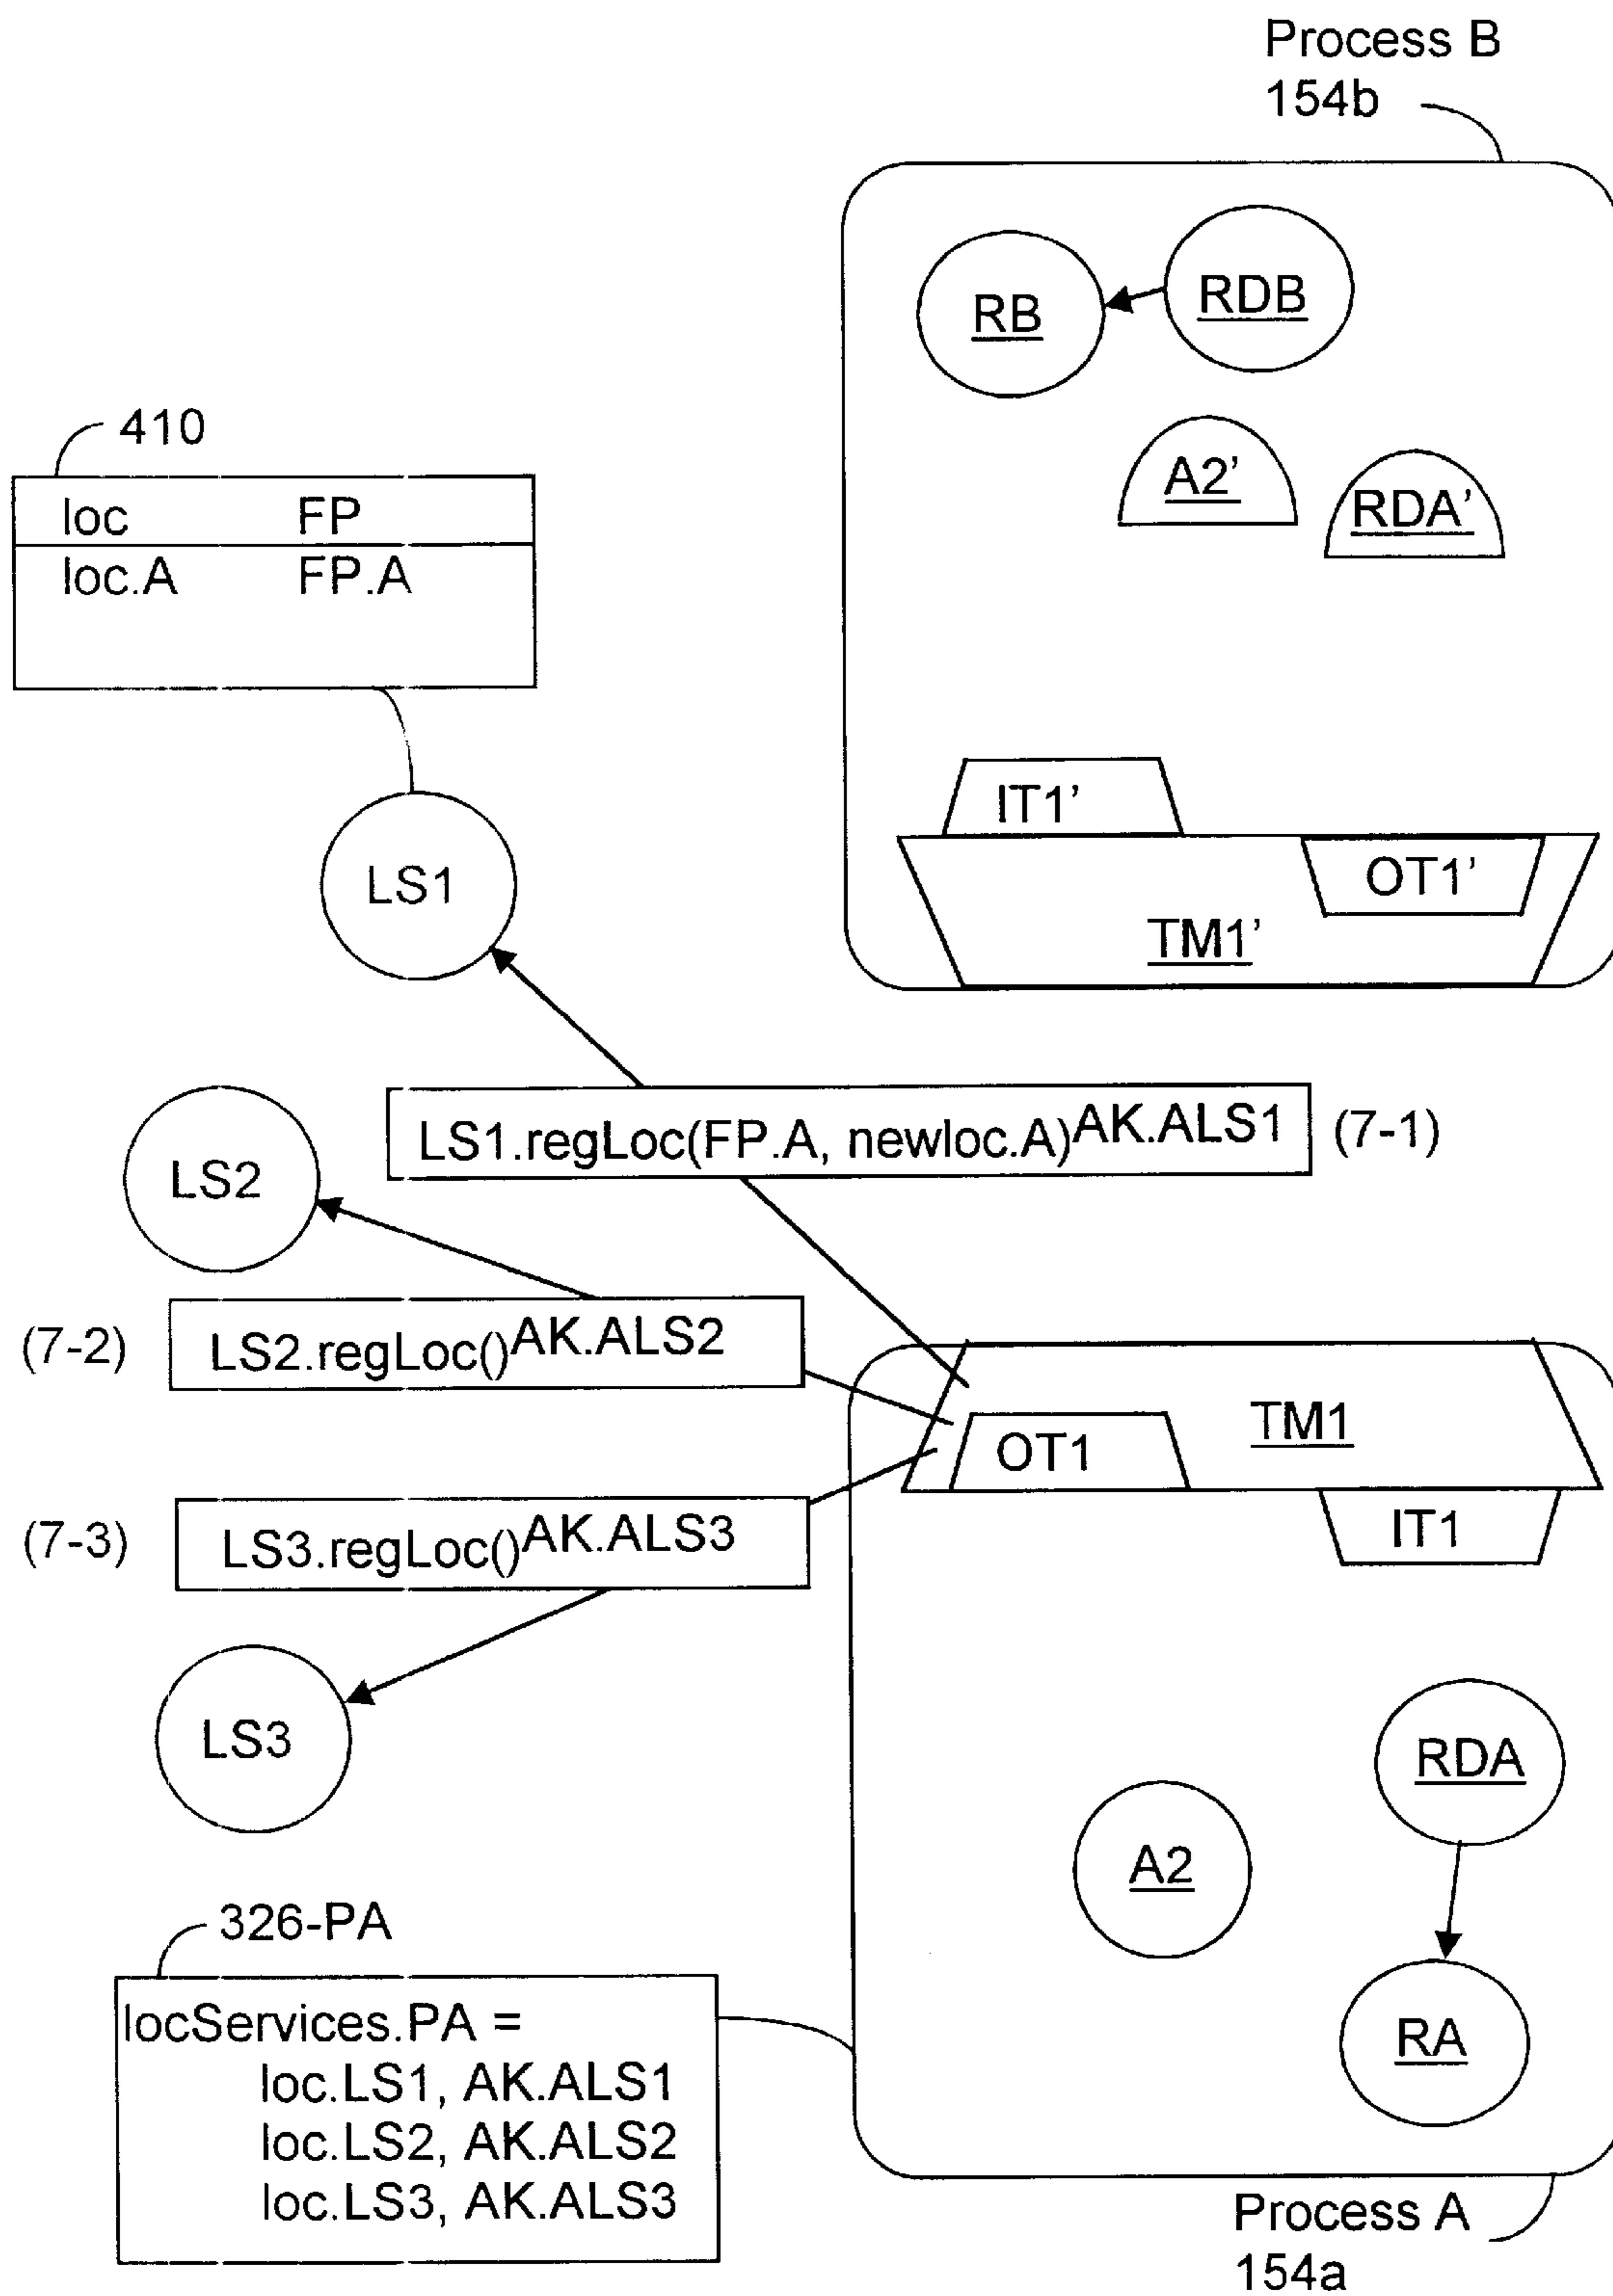 Process B
154b
RB
RDB
A2'
RDA'
410
loc FP
loc.A FP.A
IT1'
OT1'
TM1'
LS1
LS1.regLoc(FP.A, newloc.A)AK.ALS1 (7-1)
LS2
(7-2) LS2.regLoc()AK.ALS2
TM1
OT1
IT1
(7-3) LS3.regLoc()AK.ALS3
LS3
RDA
A2
RA
326-PA
locServices.PA =
loc.LS1, AK.ALS1
loc.LS2, AK.ALS2
loc.LS3, AK.ALS3
Process A
154a